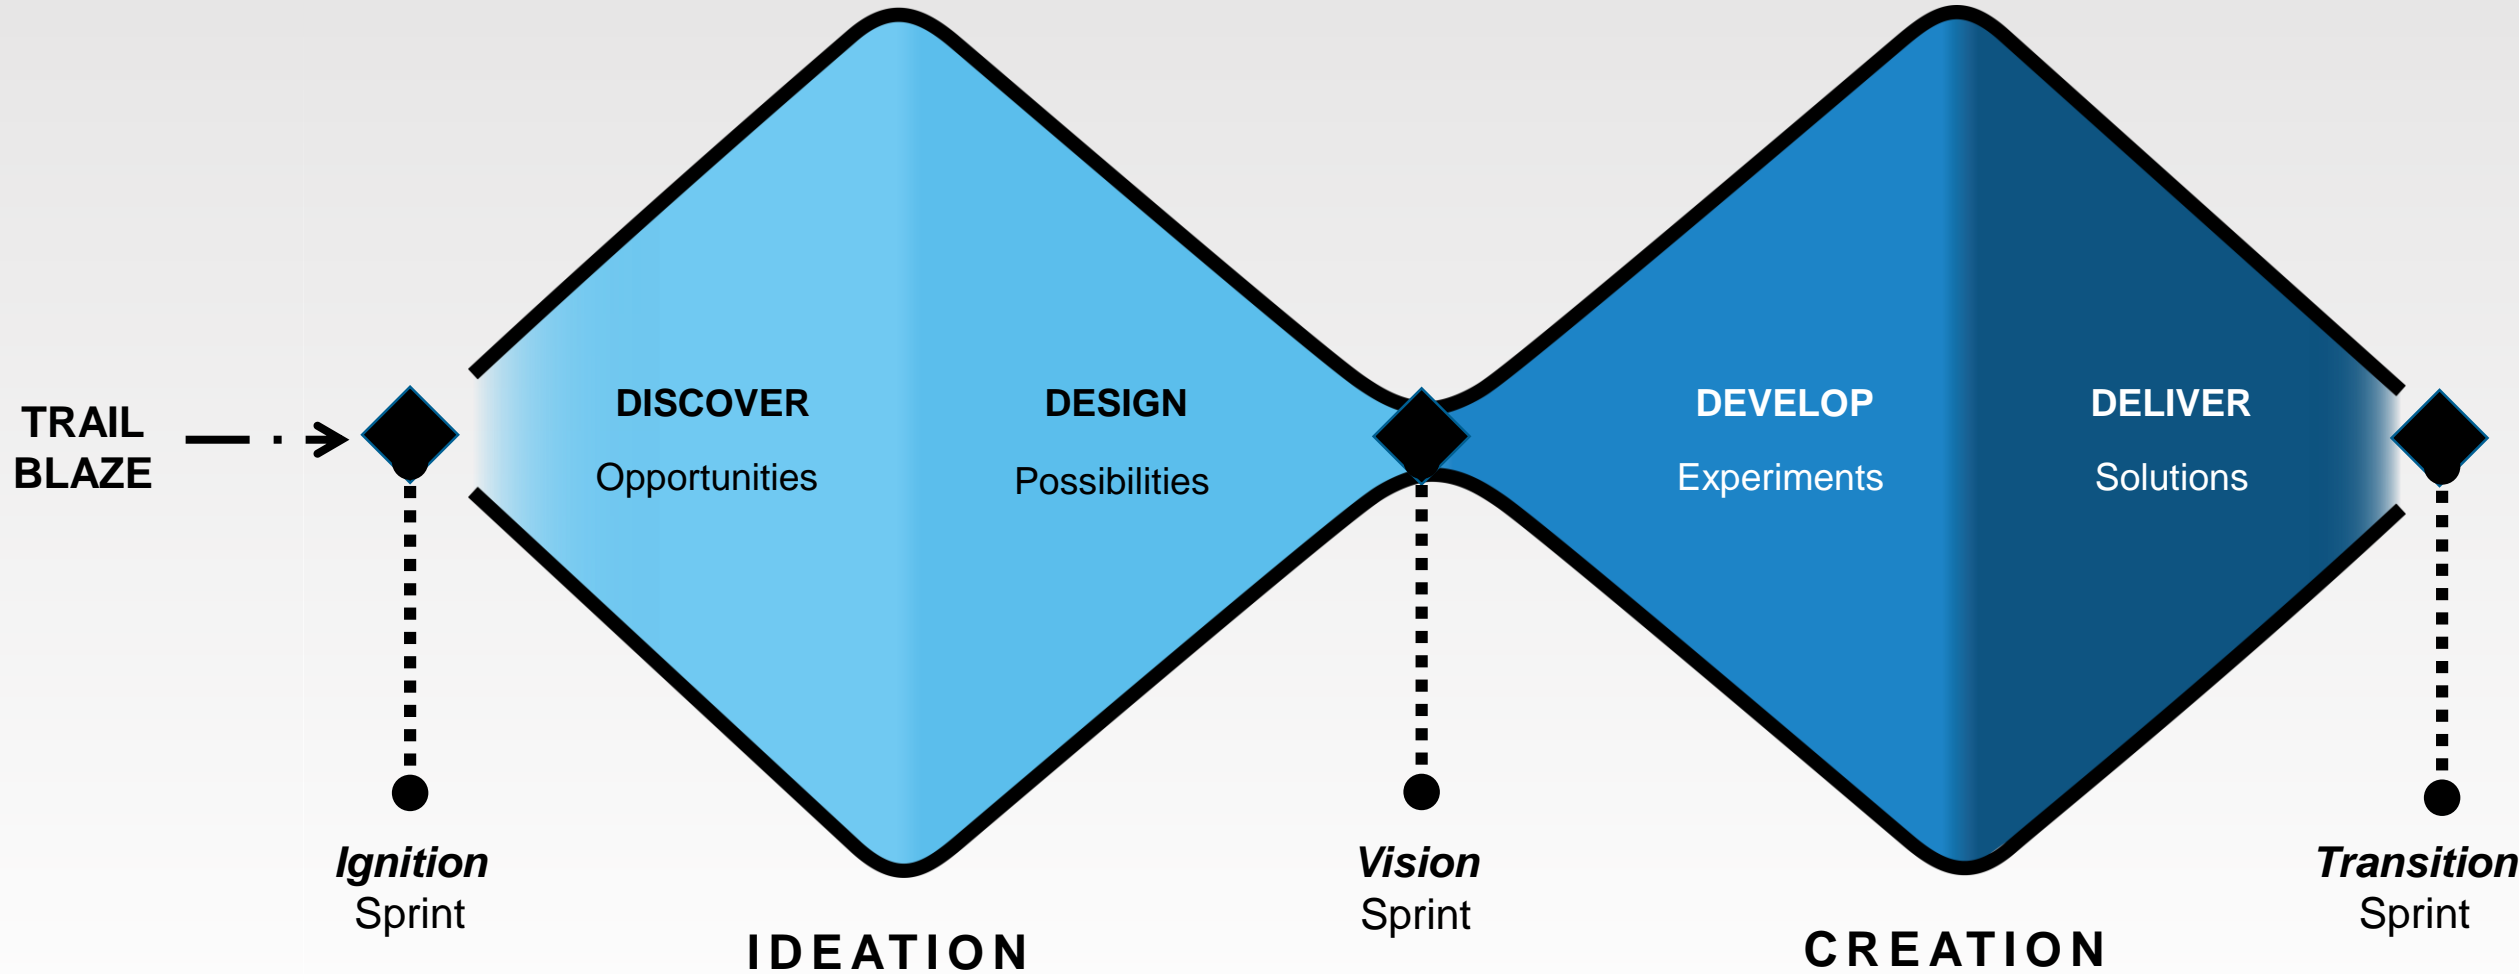 TRAIL
BLAZE
DISCOVER
Opportunities
DESIGN
Possibilities
DEVELOP
Experiments
DELIVER
Solutions
Ignition
Sprint
Vision
Sprint
Transition
Sprint
IDEATION
CREATION